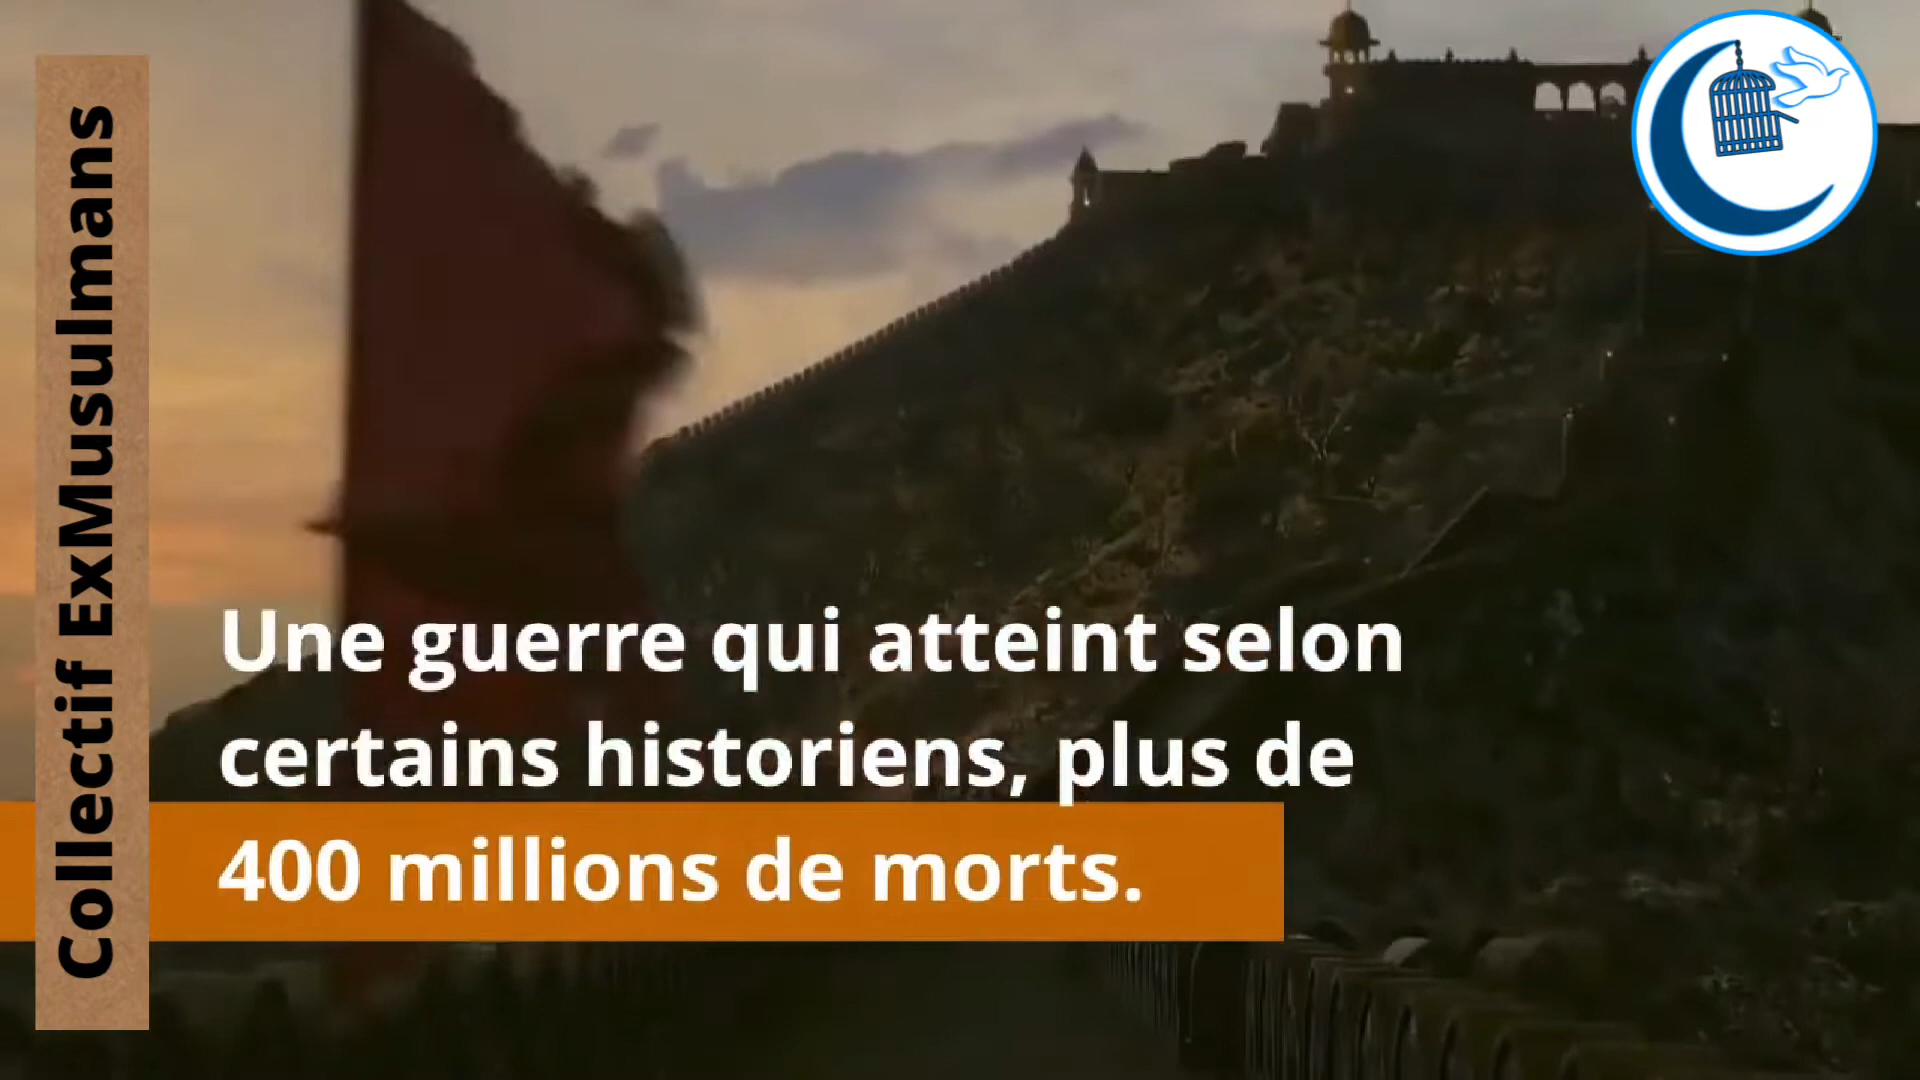 Collectif ExMusulmans
Une guerre qui atteint selon
certains historiens, plus de
400 millions de morts.